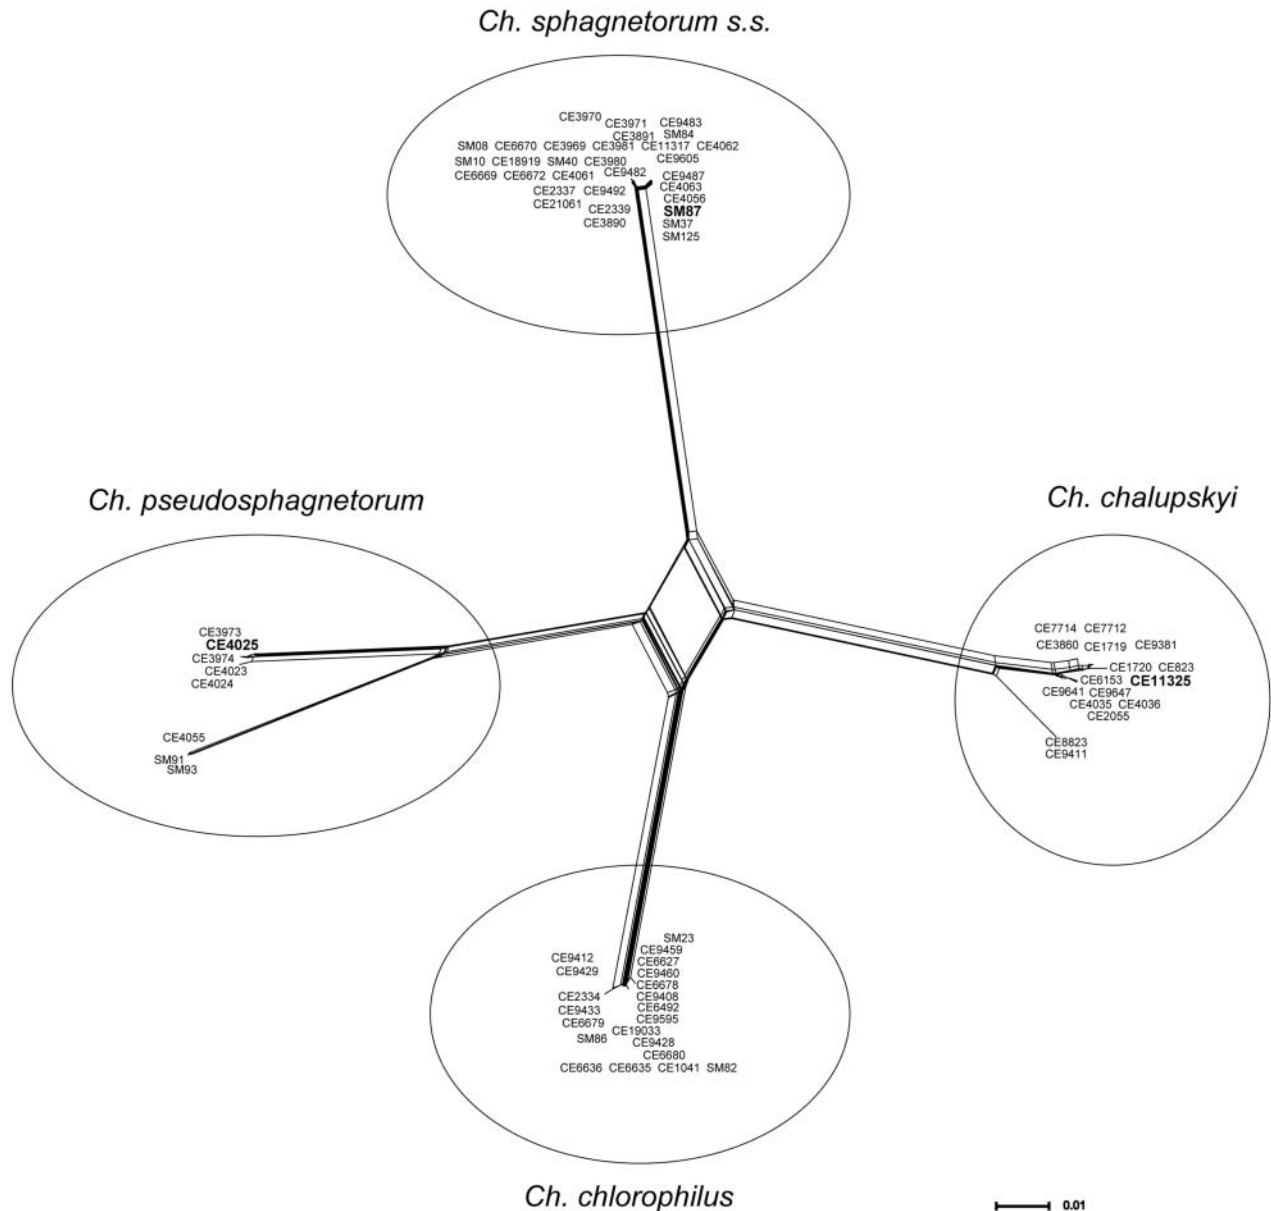 Ch. sphagnetorum s.s.
CE3970
CE3971 CE9483
CE3891 SM84
SM08 CE6670 CE3969 CE3981 CE11317 CE4062
CE9605
SM10 CE18919 SM40 CE3980
CE9482
CE6669 CE6672 CE4061
CE9487
CE4063
CE2337 CE9492
CE4056
CE21061
CE2339
SM87
CE3890
SM37
SM125
Ch. pseudosphagnetorum
CE3973
CE4025
CE3974
CE4023
CE4024
CE4055
SM91
SM93
Ch. chalupskyi
CE7714 CE7712
CE3860 CE1719 CE9381
CE1720 CE823
CE6153 CE11325
CE9641 CE9647
CE4035 CE4036
CE2055
CE8823
CE9411
SM23
CE9459
CE9412
CE6627
CE9429
CE9460
CE6678
CE2334
CE9408
CE9433
CE6492
CE6679
CE9595
SM86
CE19033
CE9428
CE6680
CE6636 CE6635 CE1041 SM82
Ch. chlorophilus
0.01